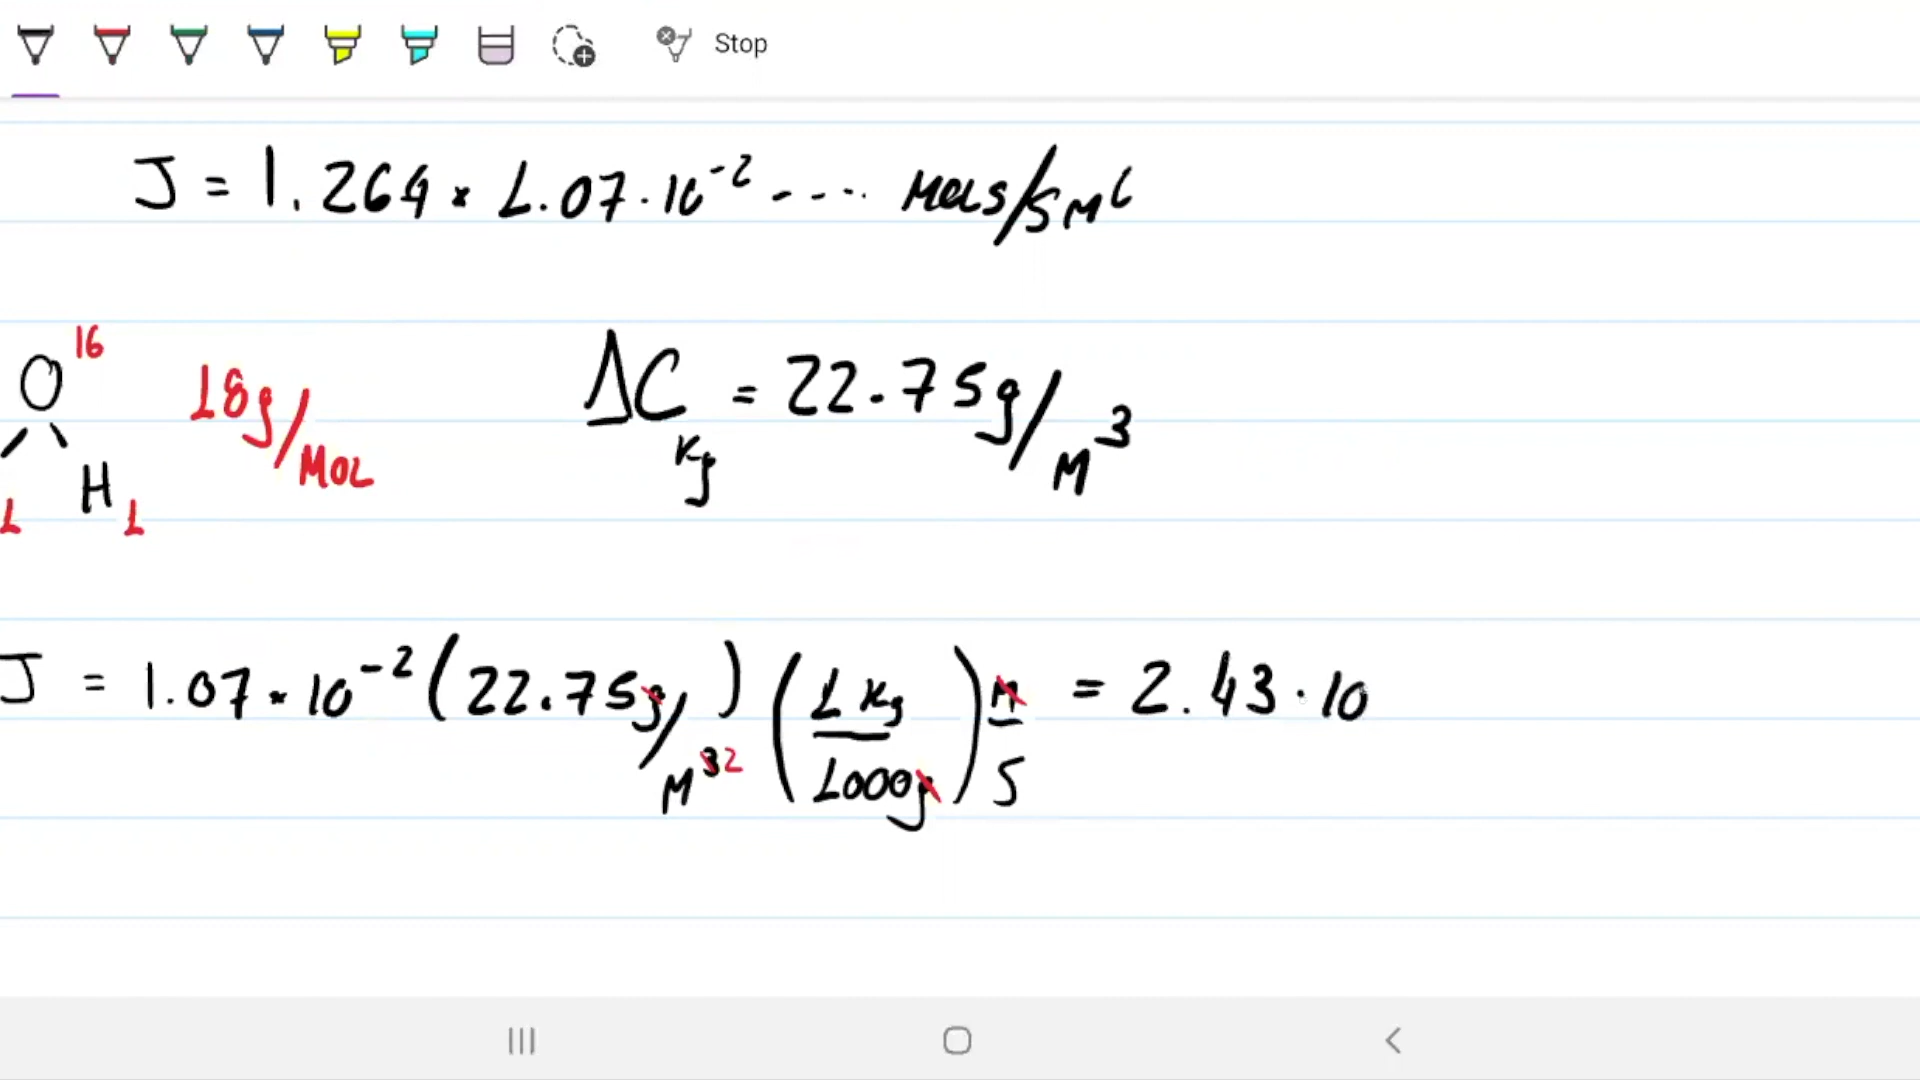 Stop
J = 1.264 * 1.07 · 10⁻² - - - - mols/sm²
O 16
18g/mol
ΔC kg = 22.75g/m³
H 1
1
J = 1.07 * 10⁻² (22.75g/m³2) (1 kg/1000g) m/s = 2.43 · 10